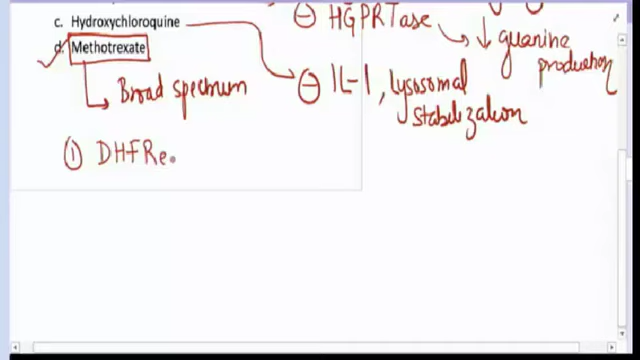 ⊖ HGPRTase
c. Hydroxychloroquine
↓ guanine
production
d. Methotrexate
Broad spectrum
⊖ IL-1, Lysosomal
stabilization
① DHFRe